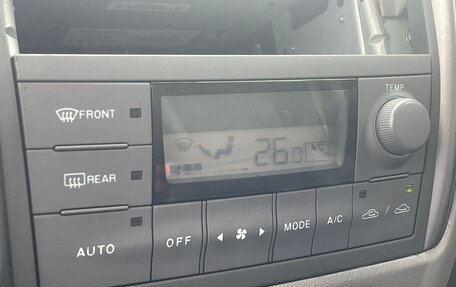 TEMP
FRONT
26.0 A/C
REAR
AUTO
OFF
MODE
A/C
/